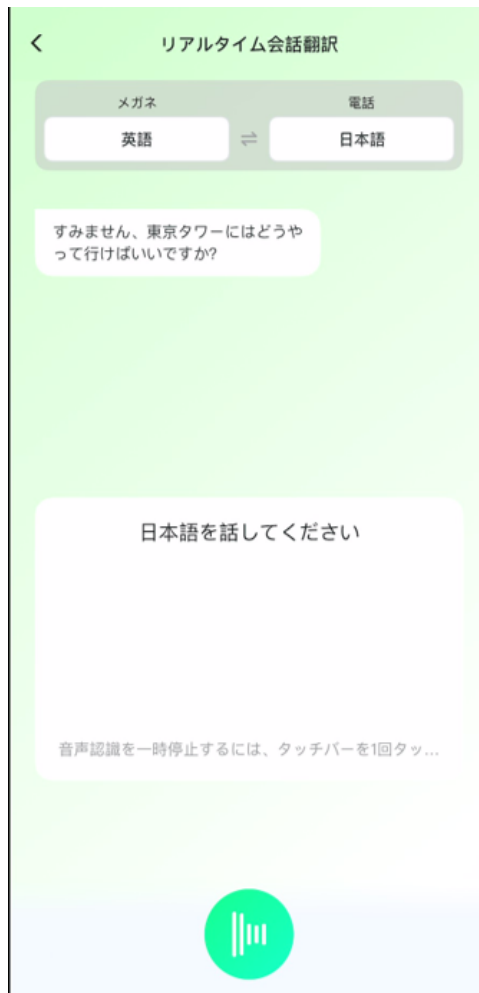 リアルタイム会話翻訳
メガネ
電話
英語
日本語
すみません、東京タワーにはどうや
って行けばいいですか?
日本語を話してください
音声認識を一時停止するには、タッチバーを1回タッ...